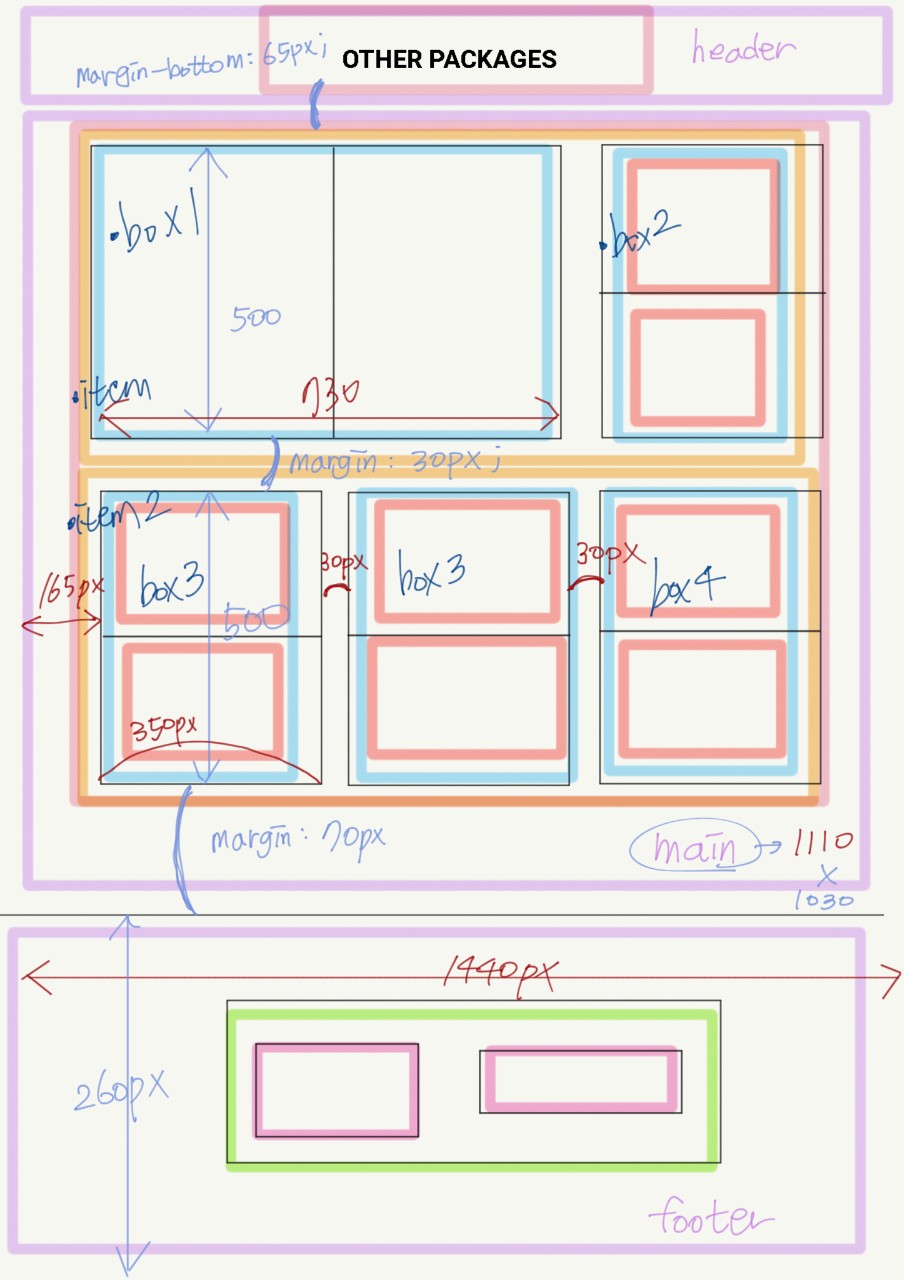 margin-bottom: 65px;
OTHER PACKAGES
header
.box1
.box2
500
.item
730
margin: 30px;
.item2
165px
box3
30px
box3
30px
box4
500
350px
margin: 70px
main → 1110
x
1030
1440px
260px
footer